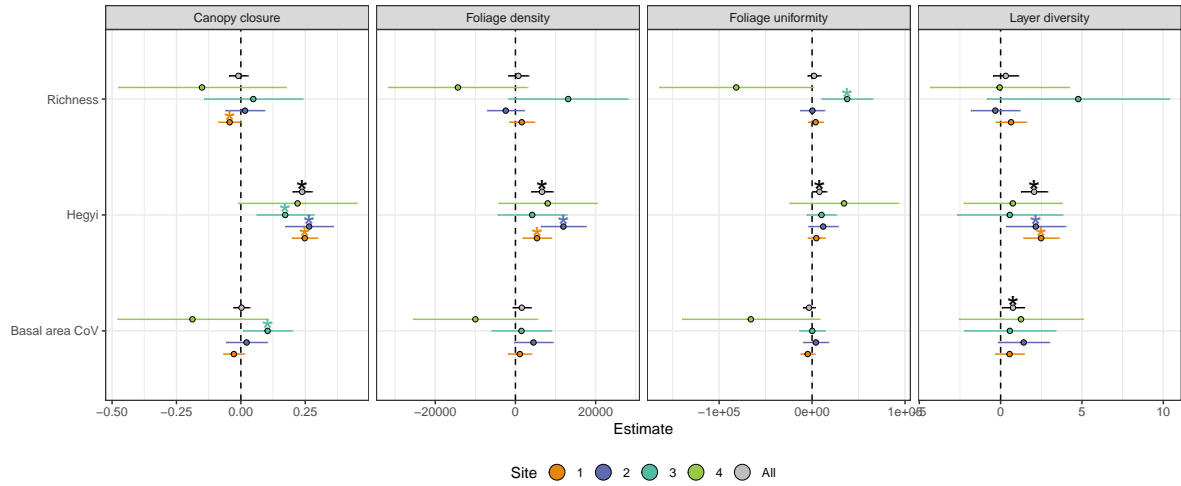 Canopy closure Foliage density Foliage uniformity Layer diversity
Richness
Hegyi
Basal area CoV
−0.50 −0.25 0.00 0.25 −20000 0 20000 −1e+05 0e+00 1e+05 −5 0 5 10
Estimate
Site 1 2 3 4 All